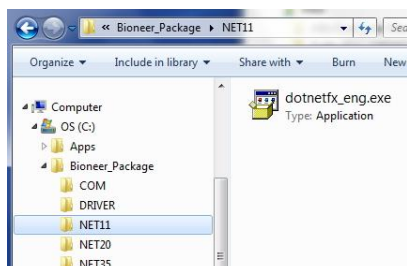 « Bioneer_Package ▸ NET11
Organize ▾ Include in library ▾ Share with ▾ Burn New
Computer
OS (C:)
Apps
Bioneer_Package
COM
DRIVER
NET11
NET20
NET35
dotnetfx_eng.exe
Type: Application